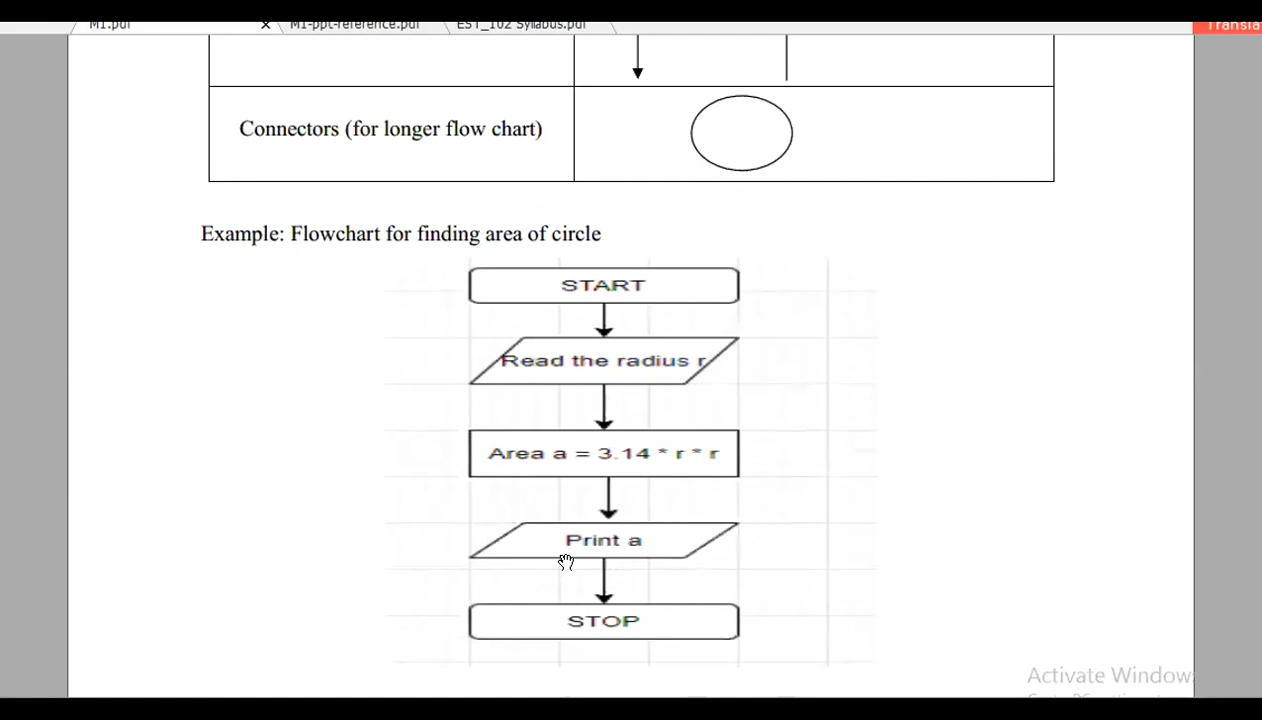 M1.pdf
M1-ppt-reference.pdf
EST_102 Syllabus.pdf
Transla
Connectors (for longer flow chart)
Example: Flowchart for finding area of circle
START
Read the radius r
Area a = 3.14 * r * r
Print a
STOP
Activate Window